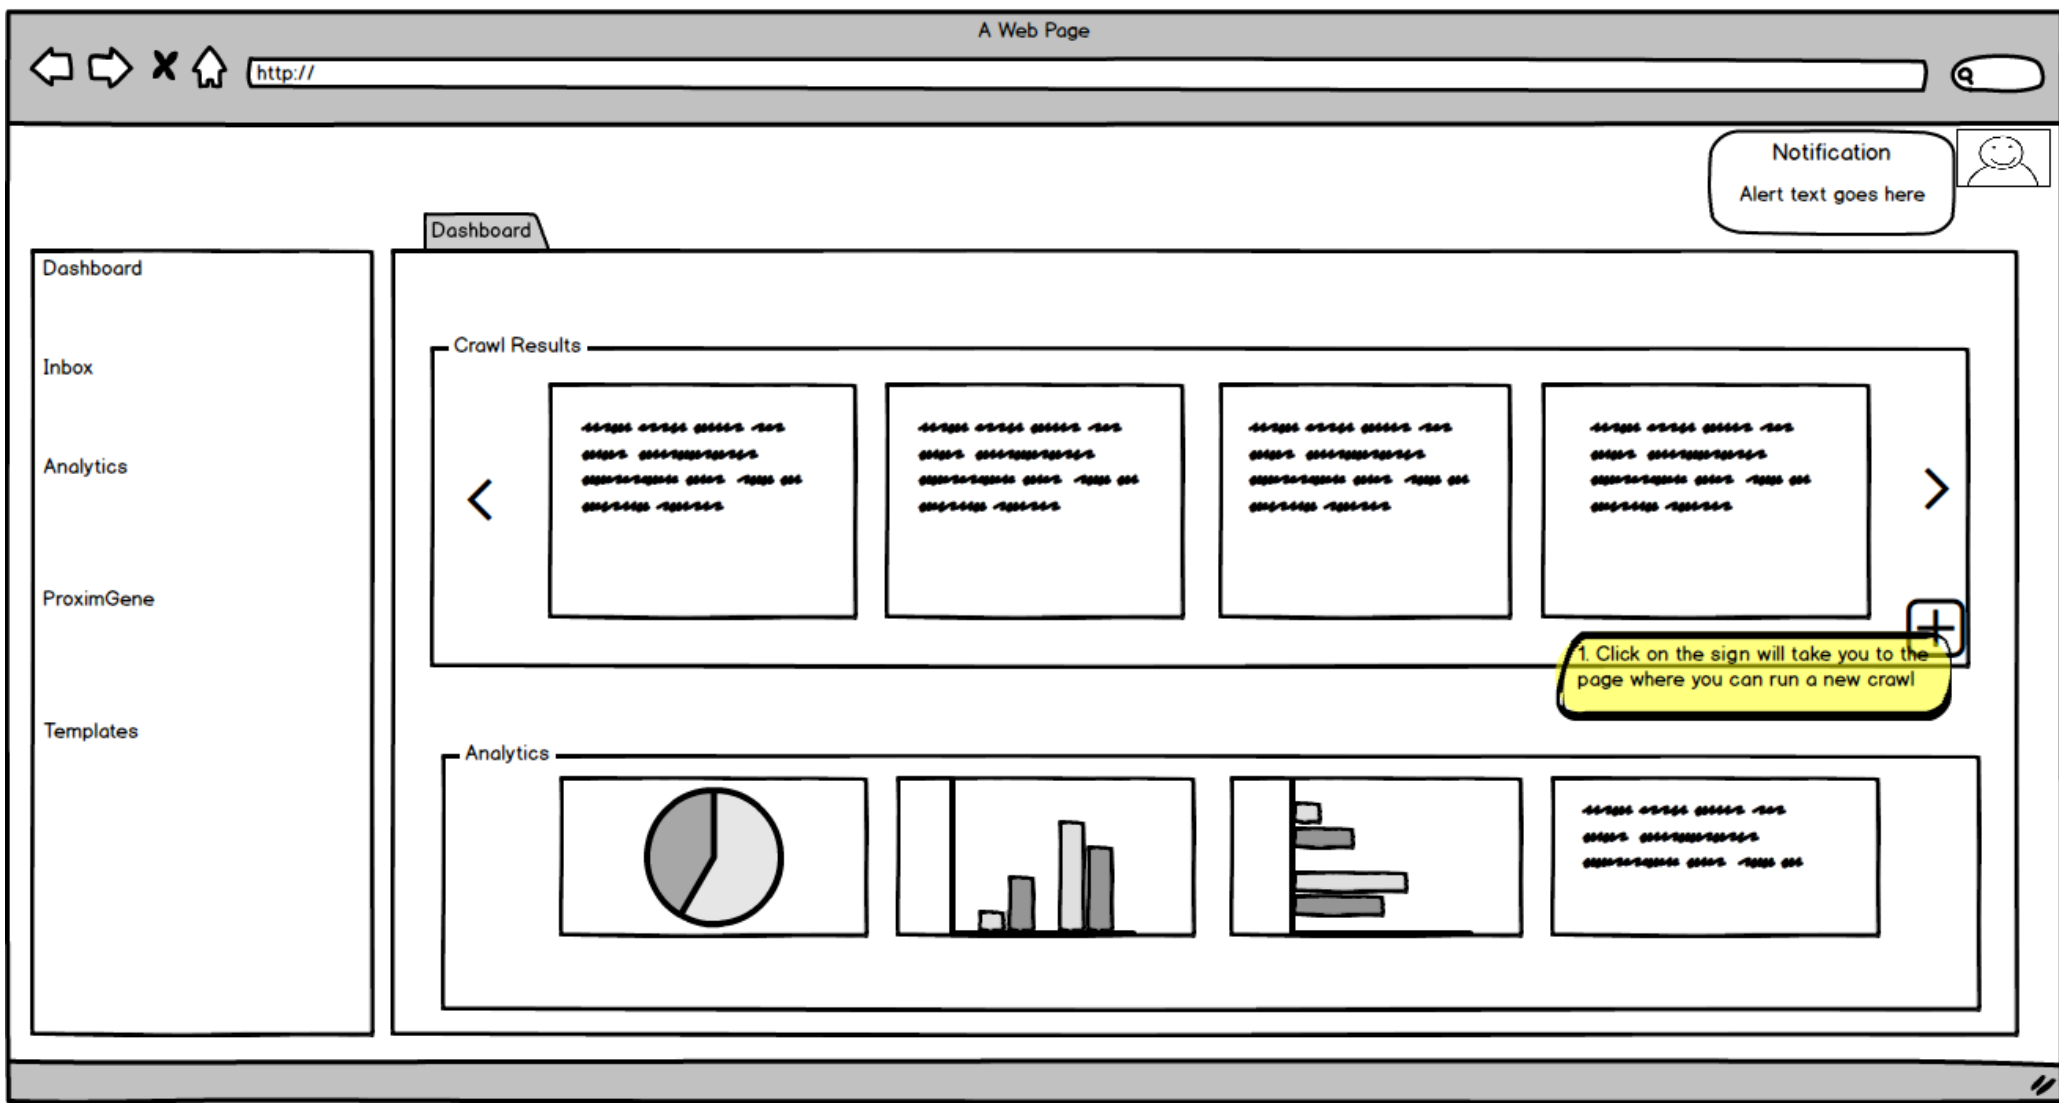 A Web Page
http://
Notification
Alert text goes here
Dashboard
Dashboard
Inbox
Analytics
ProximGene
Templates
Crawl Results
1. Click on the sign will take you to the
page where you can run a new crawl
Analytics